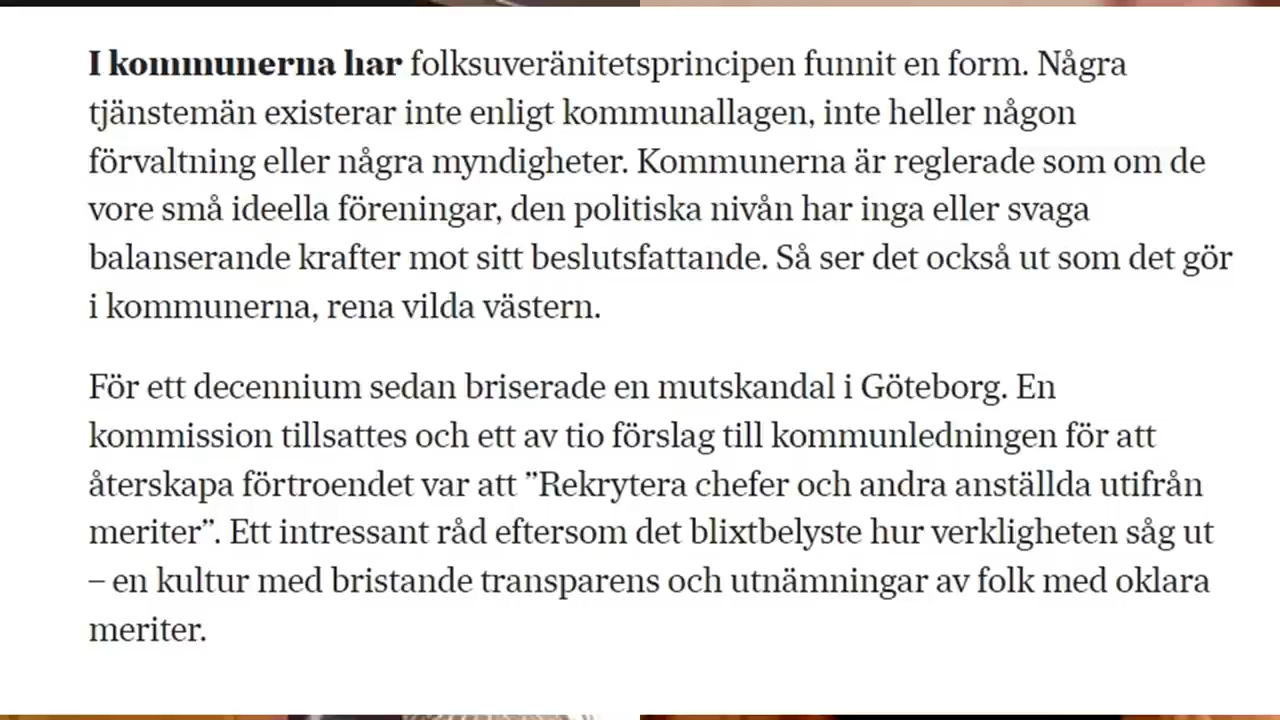 I kommunerna har folksuveränitetsprincipen funnit en form. Några
tjänstemän existerar inte enligt kommunallagen, inte heller någon
förvaltning eller några myndigheter. Kommunerna är reglerade som om de
vore små ideella föreningar, den politiska nivån har inga eller svaga
balanserande krafter mot sitt beslutsfattande. Så ser det också ut som det gör
i kommunerna, rena vilda västern.
För ett decennium sedan briserade en mutskandal i Göteborg. En
kommission tillsattes och ett av tio förslag till kommunledningen för att
återskapa förtroendet var att ”Rekrytera chefer och andra anställda utifrån
meriter”. Ett intressant råd eftersom det blixtbelyste hur verkligheten såg ut
– en kultur med bristande transparens och utnämningar av folk med oklara
meriter.